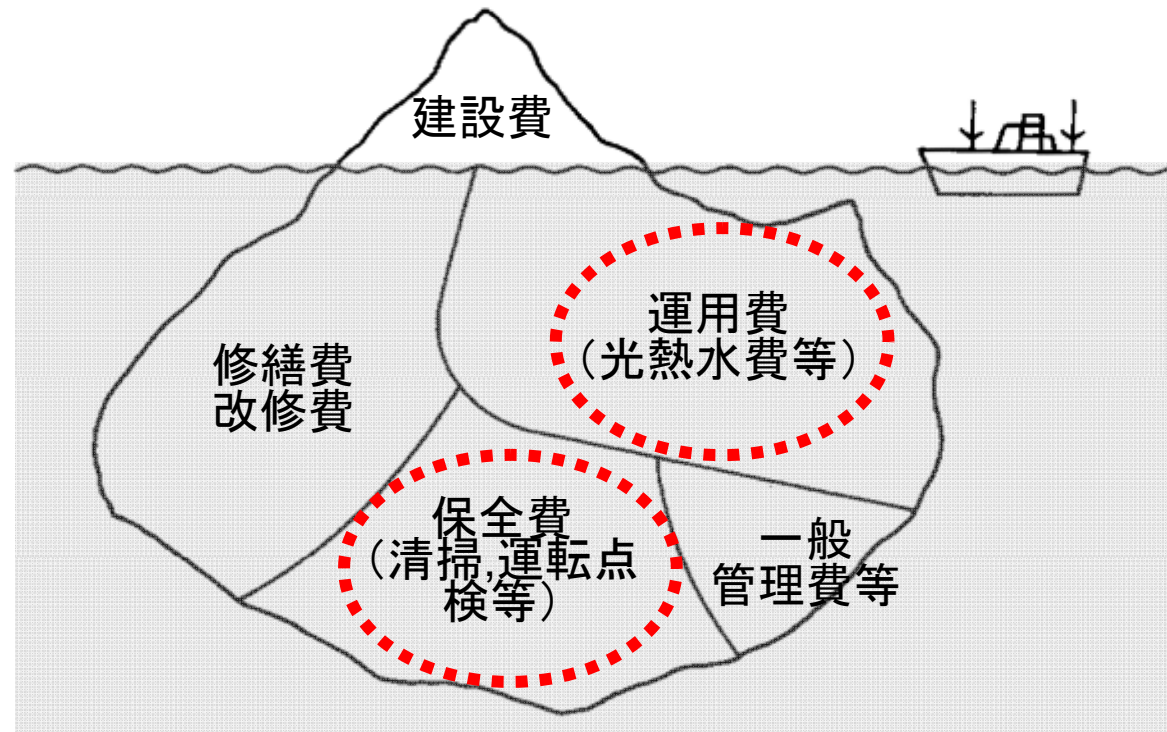 建設費
運用費
（光熱水費等）
修繕費
改修費
保全費
（清掃,運転点
検等）
一般
管理費等